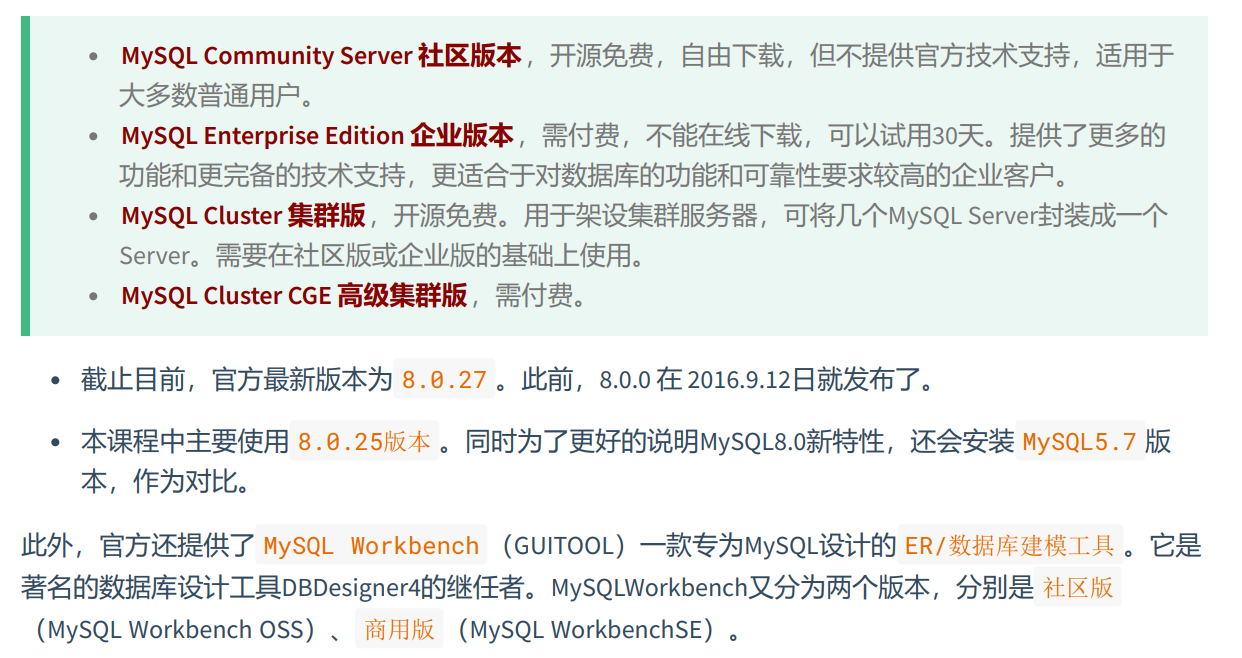 MySQL Community Server 社区版本，开源免费，自由下载，但不提供官方技术支持，适用于
大多数普通用户。
MySQL Enterprise Edition 企业版本，需付费，不能在线下载，可以试用30天。提供了更多的
功能和更完备的技术支持，更适合于对数据库的功能和可靠性要求较高的企业客户。
MySQL Cluster 集群版，开源免费。用于架设集群服务器，可将几个MySQL Server封装成一个
Server。需要在社区版或企业版的基础上使用。
MySQL Cluster CGE 高级集群版，需付费。
截止目前，官方最新版本为 8.0.27 。此前，8.0.0 在 2016.9.12日就发布了。
本课程中主要使用 8.0.25版本 。同时为了更好的说明MySQL8.0新特性，还会安装 MySQL5.7 版
本，作为对比。
此外，官方还提供了 MySQL Workbench （GUITOOL）一款专为MySQL设计的 ER/数据库建模工具 。它是
著名的数据库设计工具DBDesigner4的继任者。MySQLWorkbench又分为两个版本，分别是 社区版
（MySQL Workbench OSS）、 商用版 （MySQL WorkbenchSE）。